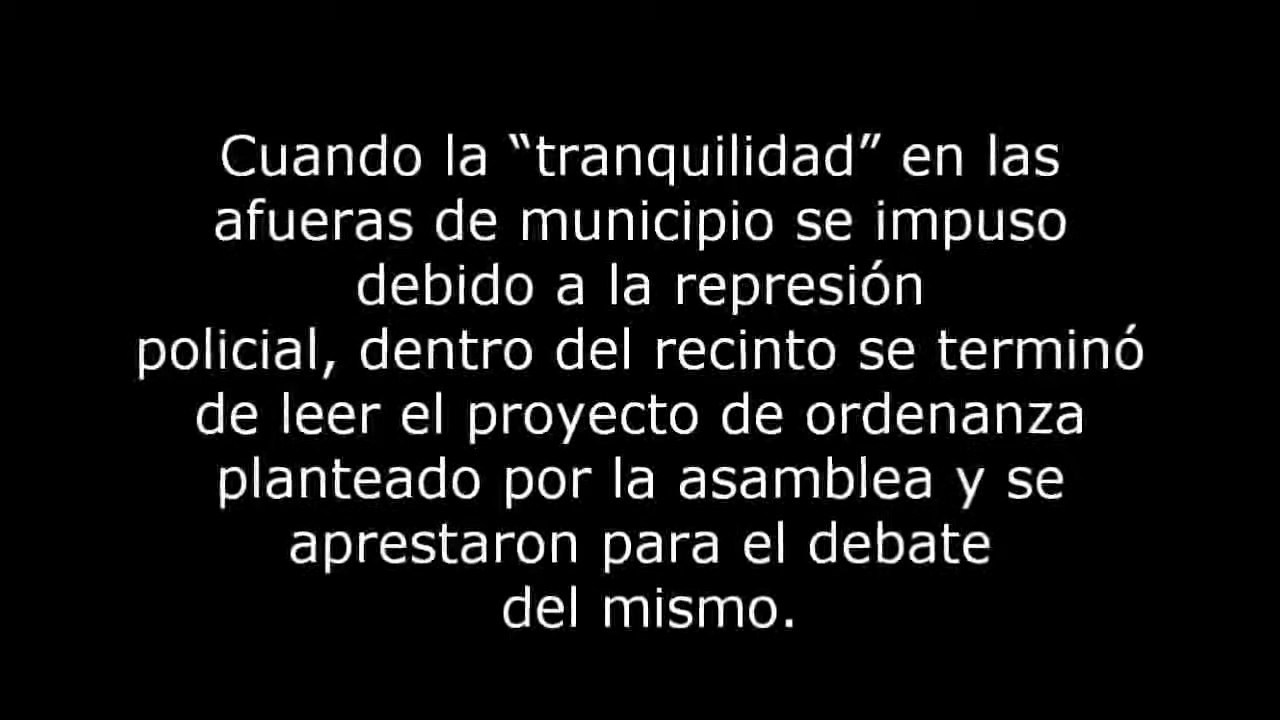 Cuando la “tranquilidad” en las
afueras de municipio se impuso
debido a la represión
policial, dentro del recinto se terminó
de leer el proyecto de ordenanza
planteado por la asamblea y se
aprestaron para el debate
del mismo.